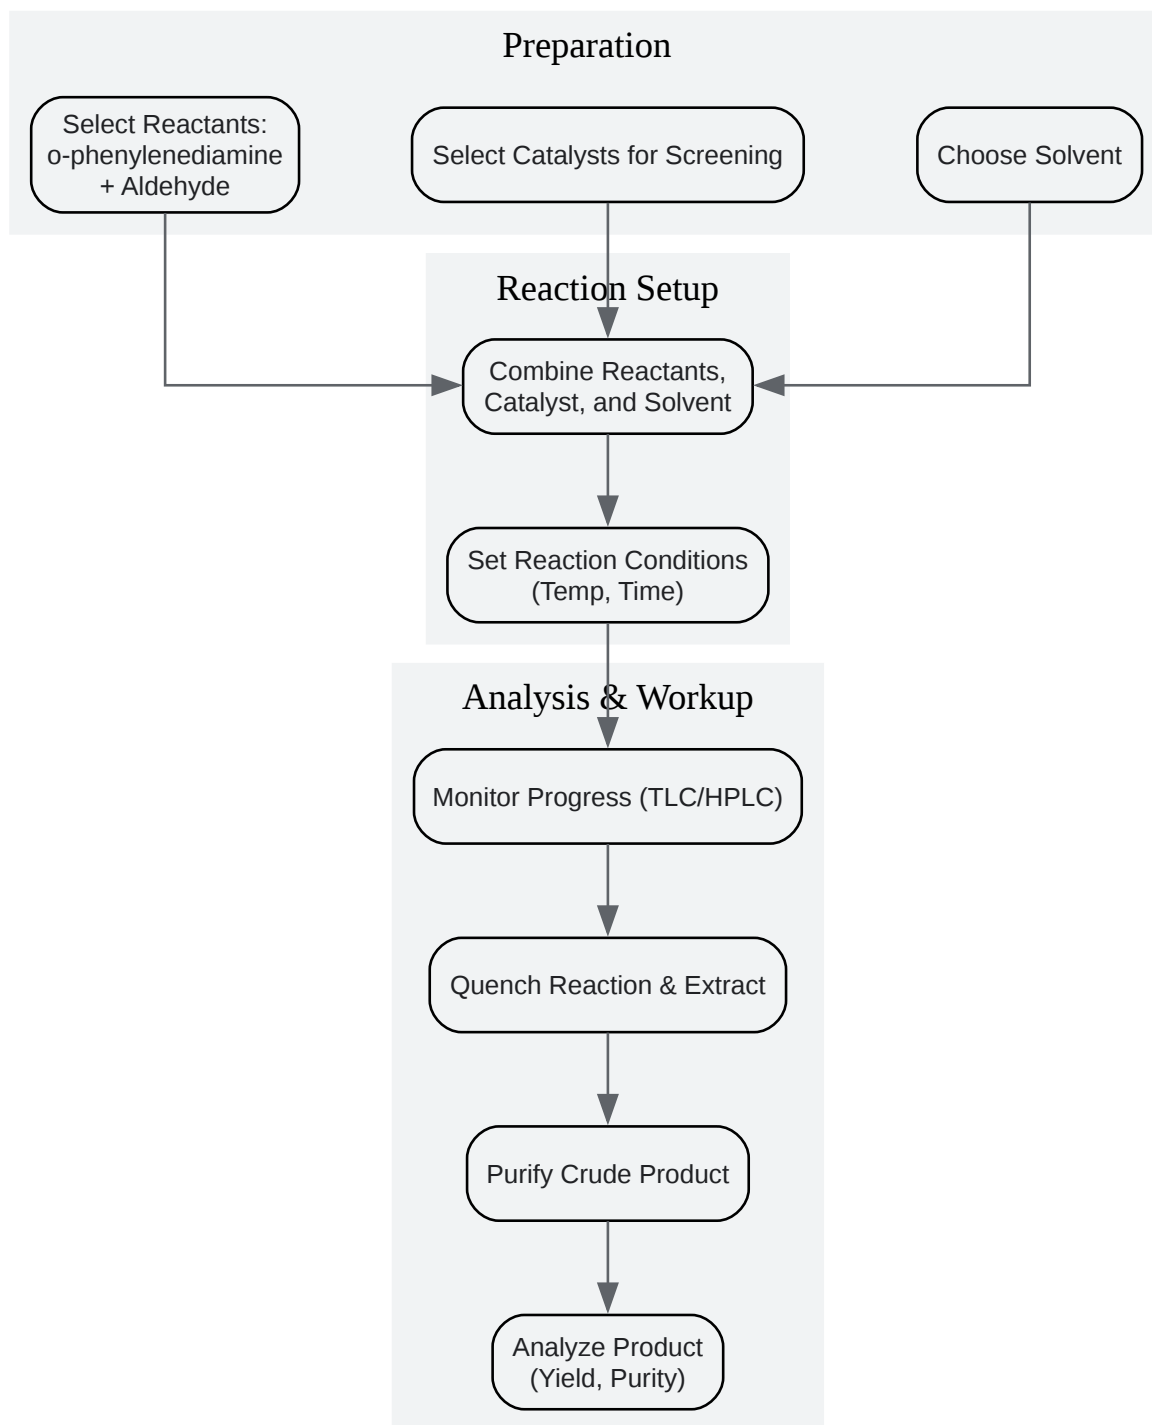 Preparation
Select Reactants:
o-phenylenediamine
+ Aldehyde
Select Catalysts for Screening
Choose Solvent
Reaction Setup
Combine Reactants,
Catalyst, and Solvent
Set Reaction Conditions
(Temp, Time)
Analysis & Workup
Monitor Progress (TLC/HPLC)
Quench Reaction & Extract
Purify Crude Product
Analyze Product
(Yield, Purity)